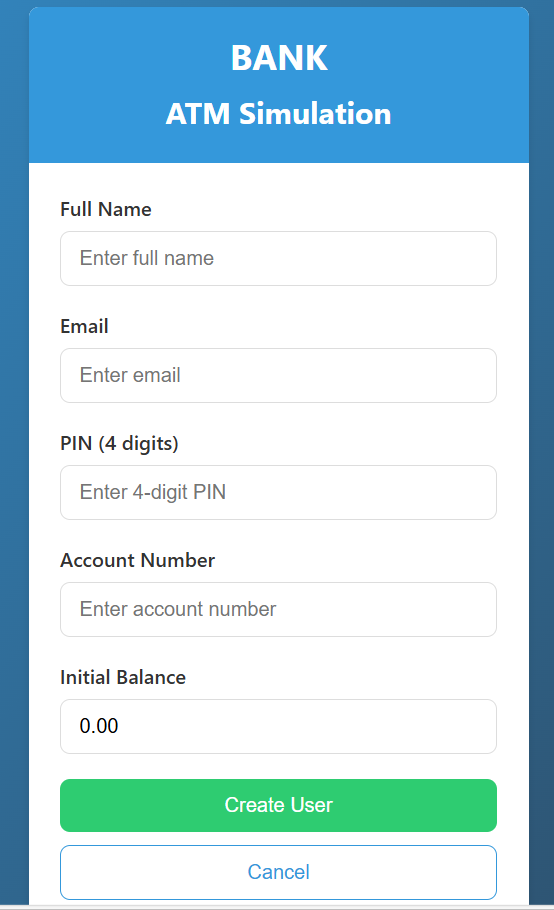 BANK
ATM Simulation
Full Name
Enter full name
Email
Enter email
PIN (4 digits)
Enter 4-digit PIN
Account Number
Enter account number
Initial Balance
0.00
Create User
Cancel